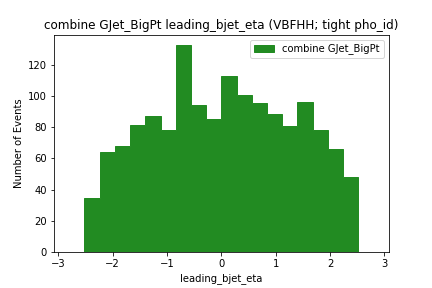 combine GJet_BigPt leading_bjet_eta (VBFHH; tight pho_id)
combine GJet_BigPt
Number of Events
120
100
80
60
40
20
0
−3 −2 −1 0 1 2 3
leading_bjet_eta